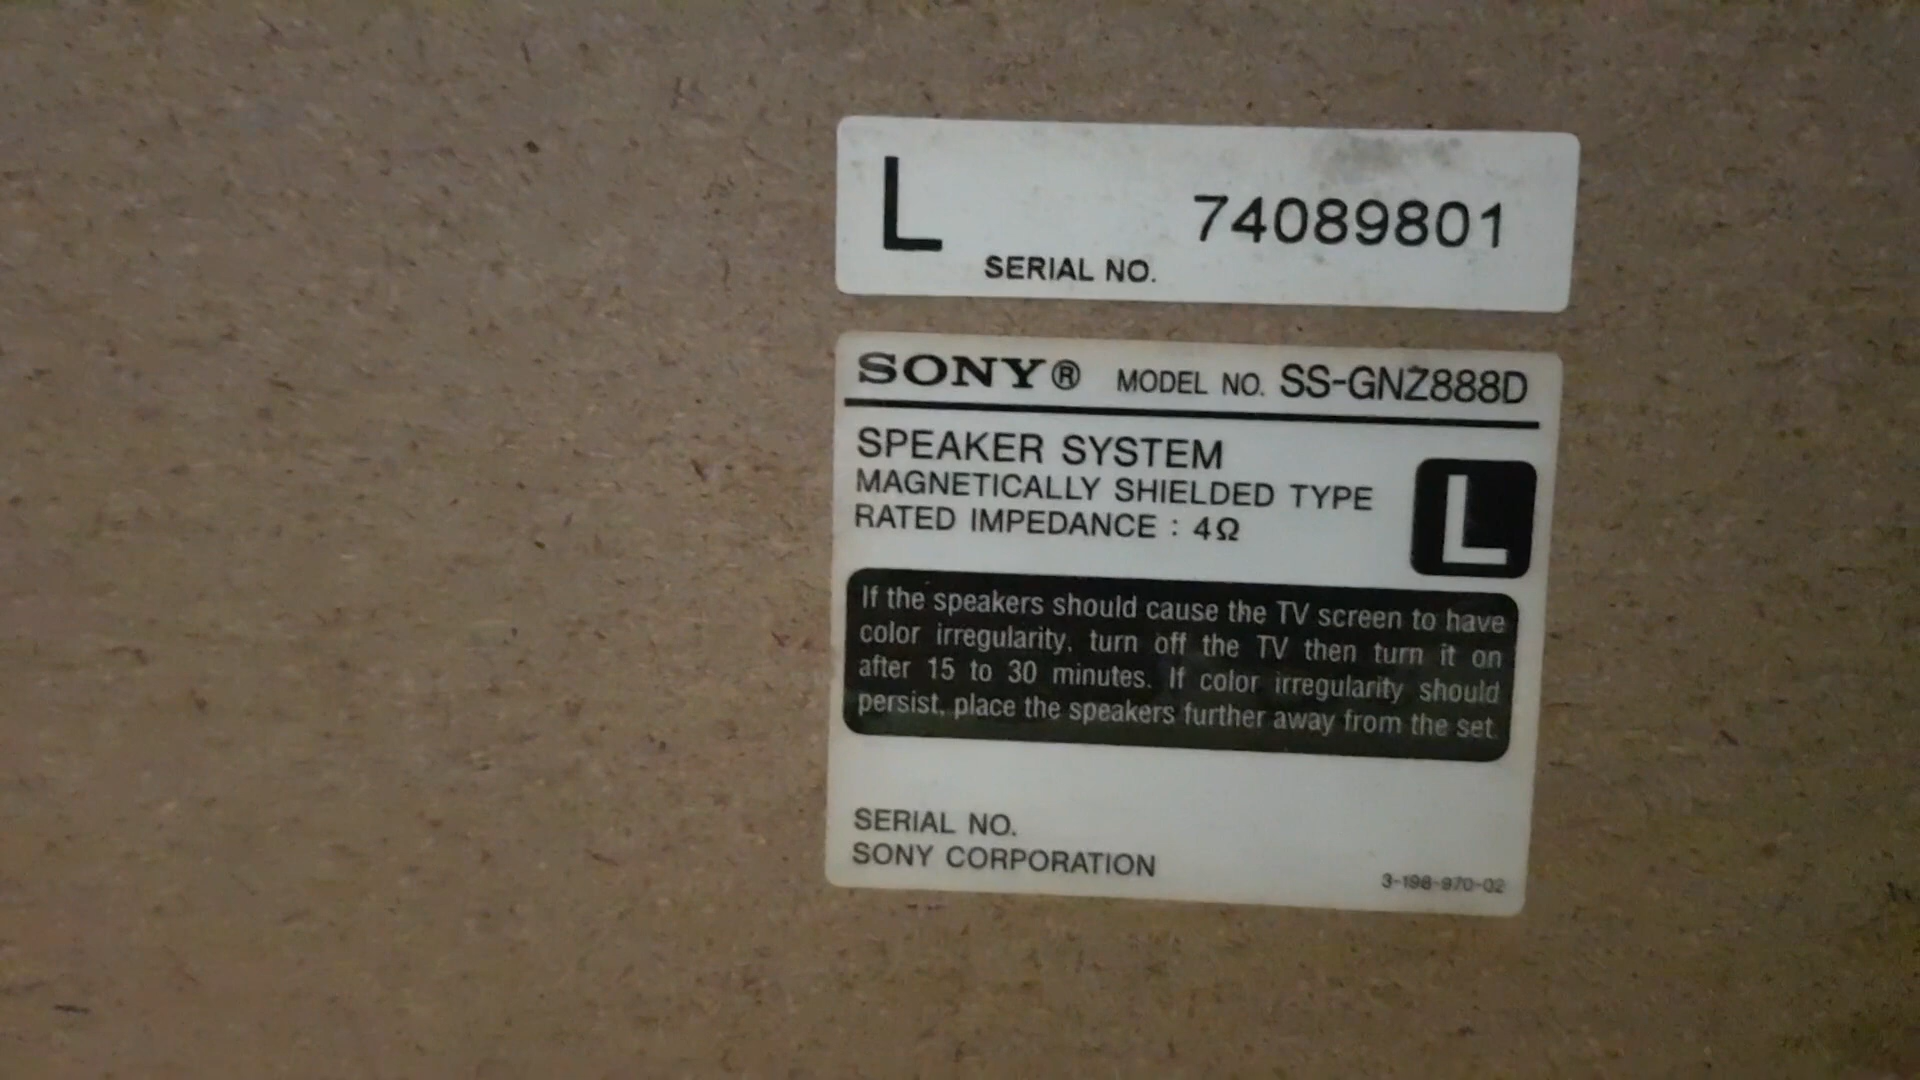 L
74089801
SERIAL NO.
SONY® MODEL NO. SS-GNZ888D
SPEAKER SYSTEM
MAGNETICALLY SHIELDED TYPE
RATED IMPEDANCE : 4Ω
L
If the speakers should cause the TV screen to have
color irregularity, turn off the TV then turn it on
after 15 to 30 minutes. If color irregularity should
persist, place the speakers further away from the set.
SERIAL NO.
SONY CORPORATION
3-198-970-02